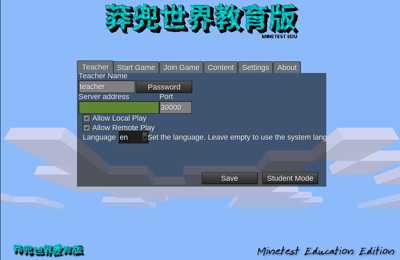 莽兜世界教育版
MINETEST EDU
Teacher Start Game Join Game Content Settings About
Teacher Name
teacher Password
Server address Port
30000
Allow Local Play
Allow Remote Play
Language en Set the language. Leave empty to use the system lang
Save Student Mode
莽兜世界教育版 Minetest Education Edition